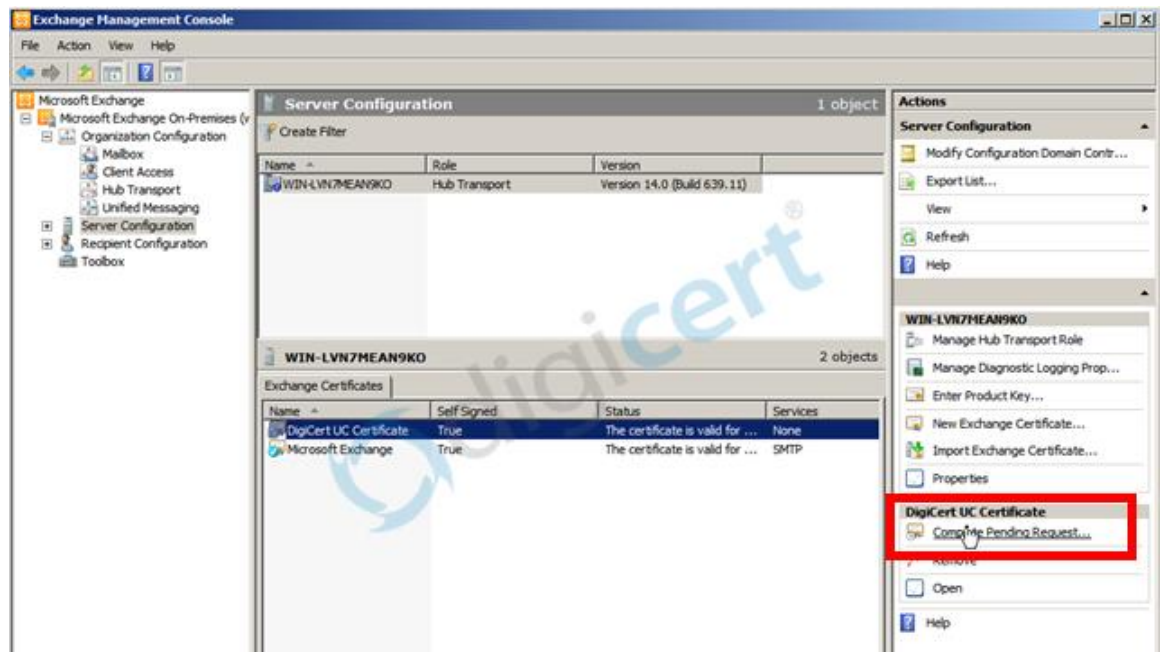 Exchange Management Console
File Action View Help
Microsoft Exchange
Microsoft Exchange On-Premises (v
Organization Configuration
Mailbox
Client Access
Hub Transport
Unified Messaging
Server Configuration
Recipient Configuration
Toolbox
Server Configuration 1 object
Create Filter
Name Role Version
WIN-LVN7MEAN9KO Hub Transport Version 14.0 (Build 639.11)
WIN-LVN7MEAN9KO 2 objects
Exchange Certificates
Name Self Signed Status Services
DigiCert UC Certificate True The certificate is valid for ... None
Microsoft Exchange True The certificate is valid for ... SMTP
digicert®
Actions
Server Configuration
Modify Configuration Domain Contr...
Export List...
View
Refresh
Help
WIN-LVN7MEAN9KO
Manage Hub Transport Role
Manage Diagnostic Logging Prop...
Enter Product Key...
New Exchange Certificate...
Import Exchange Certificate...
Properties
DigiCert UC Certificate
Complete Pending Request...
Remove
Open
Help